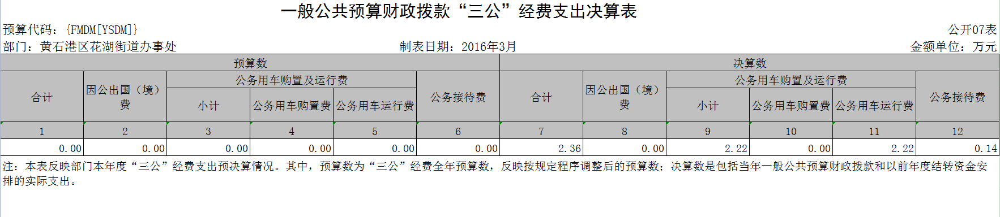 一般公共预算财政拨款“三公”经费支出决算表
预算代码：{FMDM[YSDM]}
公开07表
部门：黄石港区花湖街道办事处 制表日期：2016年3月 金额单位：万元
预算数 决算数
合计 因公出国（境）费 公务用车购置及运行费 公务接待费 合计 因公出国（境）费 公务用车购置及运行费 公务接待费
小计 公务用车购置费 公务用车运行费 小计 公务用车购置费 公务用车运行费
1 2 3 4 5 6 7 8 9 10 11 12
0.00 0.00 0.00 0.00 0.00 0.00 2.36 0.00 2.22 0.00 2.22 0.14
注：本表反映部门本年度“三公”经费支出预决算情况。其中，预算数为“三公”经费全年预算数，反映按规定程序调整后的预算数；决算数是包括当年一般公共预算财政拨款和以前年度结转资金安
排的实际支出。